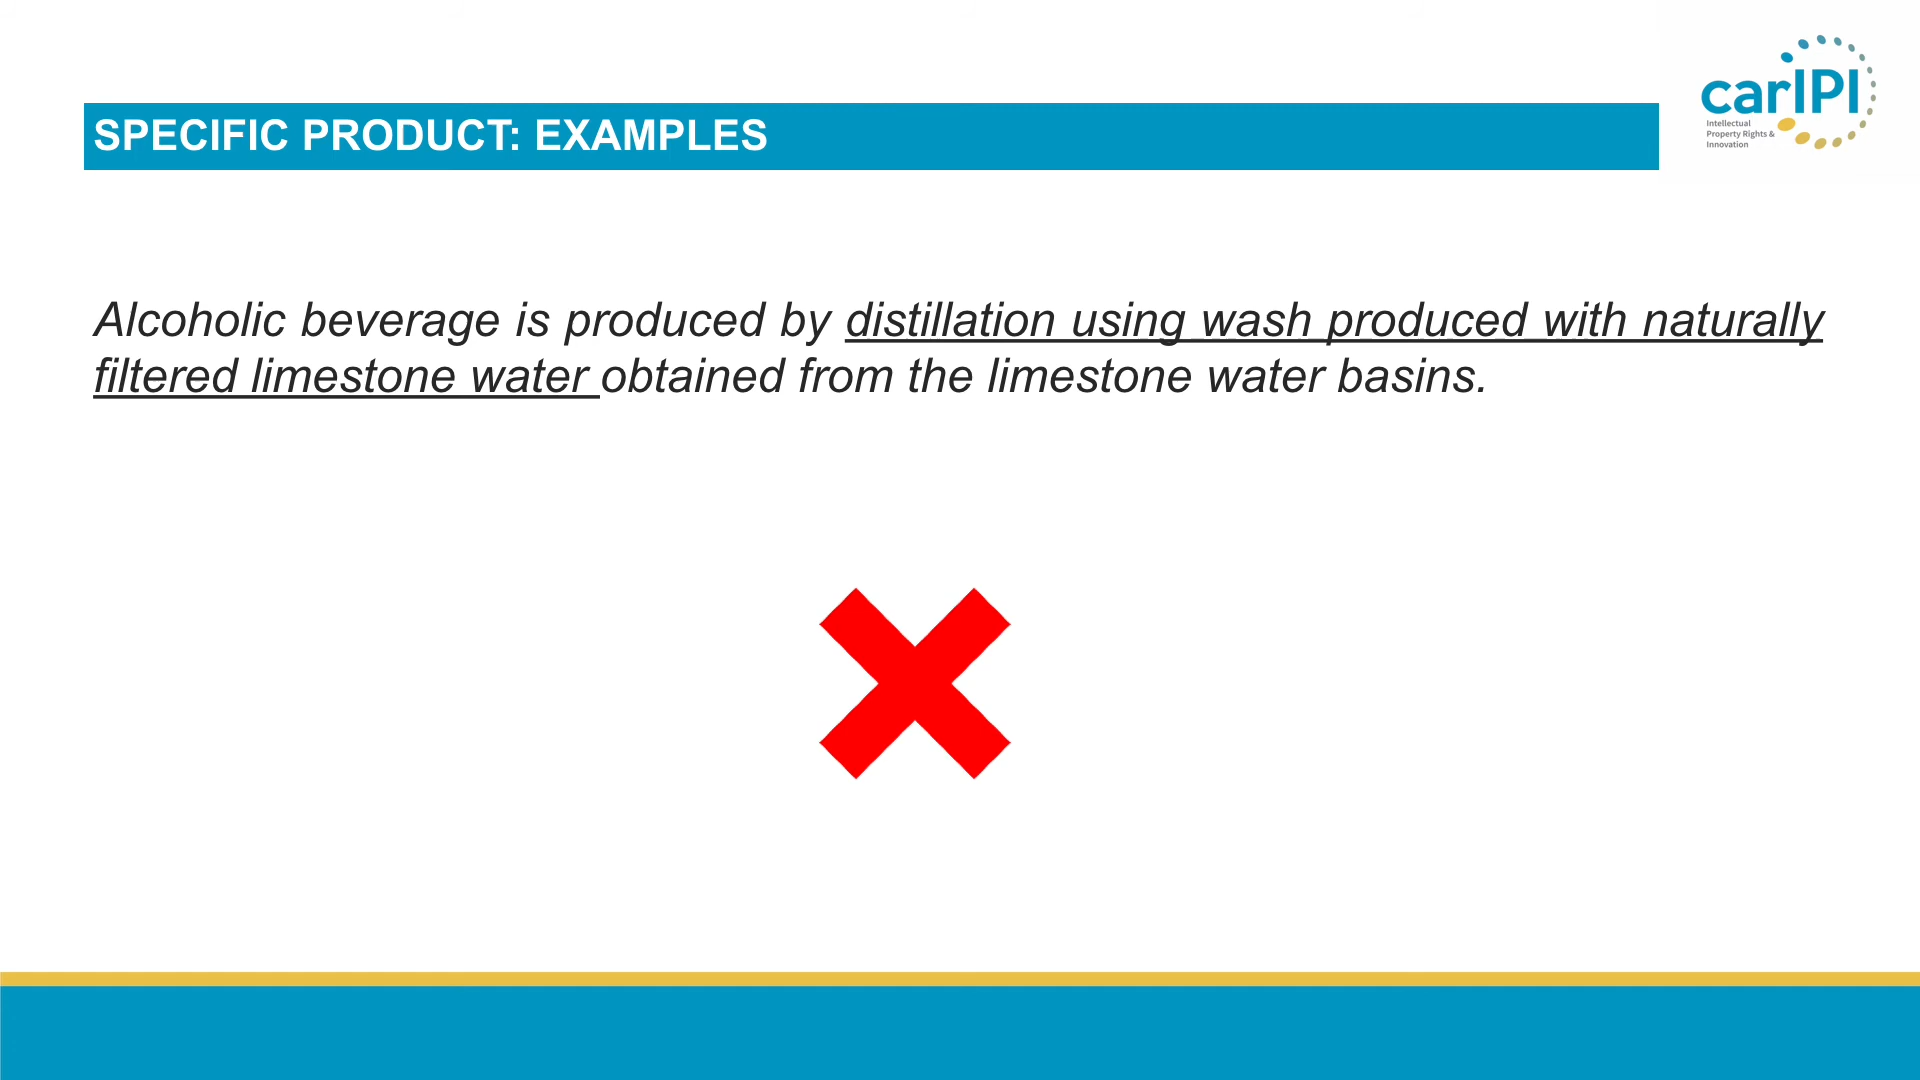 carIPI
Intellectual
Property Rights &
Innovation
SPECIFIC PRODUCT: EXAMPLES
Alcoholic beverage is produced by distillation using wash produced with naturally
filtered limestone water obtained from the limestone water basins.